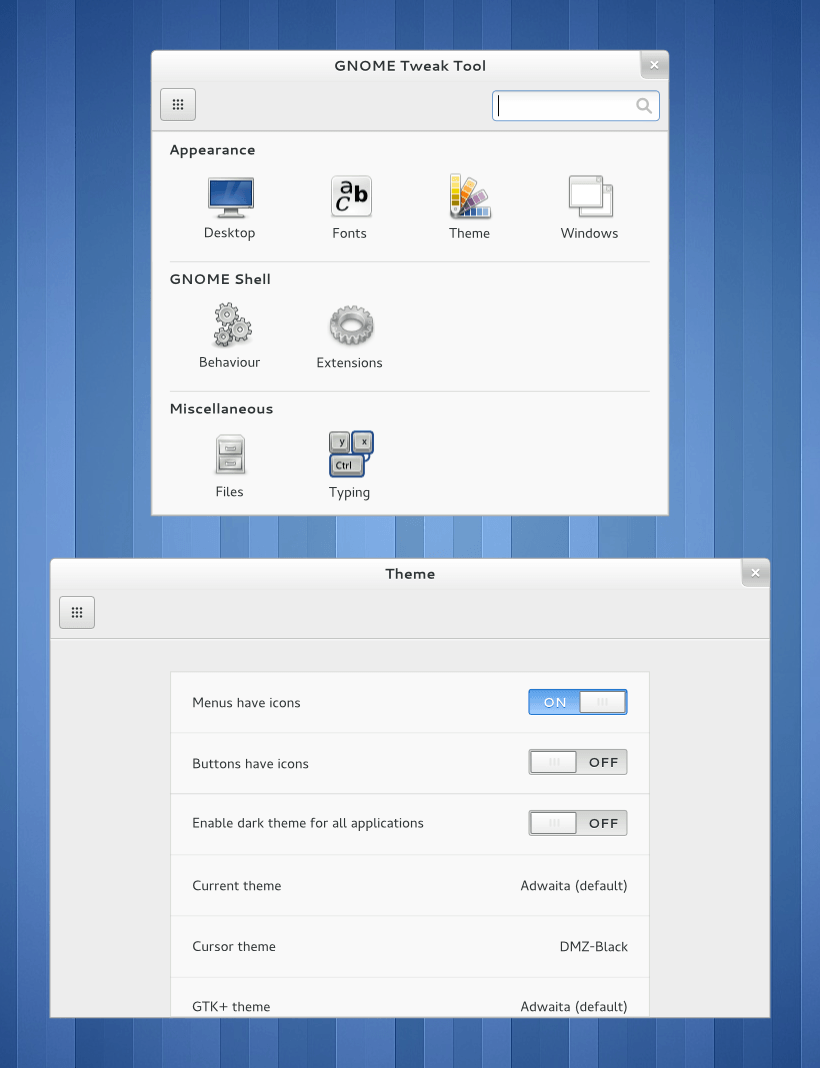 GNOME Tweak Tool
Appearance
a b c
Desktop Fonts Theme Windows
GNOME Shell
Behaviour Extensions
Miscellaneous
y x
Ctrl
Files Typing
Theme
Menus have icons ON
Buttons have icons OFF
Enable dark theme for all applications OFF
Current theme Adwaita (default)
Cursor theme DMZ-Black
GTK+ theme Adwaita (default)